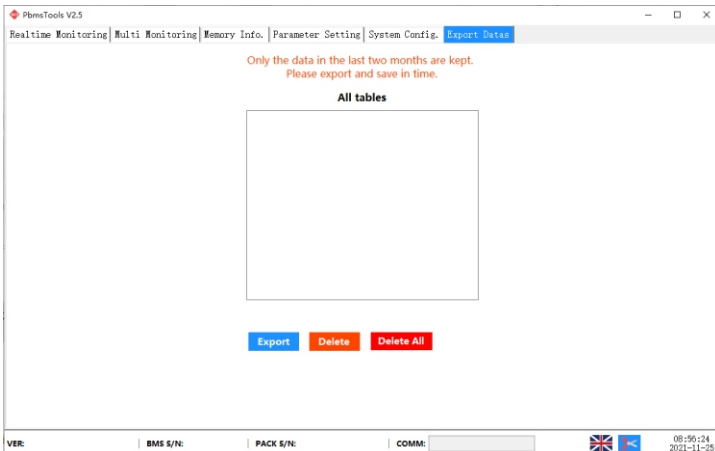 PbmsTools V2.5
Realtime Monitoring Multi Monitoring Memory Info. Parameter Setting System Config. Export Datas
Only the data in the last two months are kept.
Please export and save in time.
All tables
Export Delete Delete All
VER: BMS S/N: PACK S/N: COMM: 08:56:24
2021-11-25